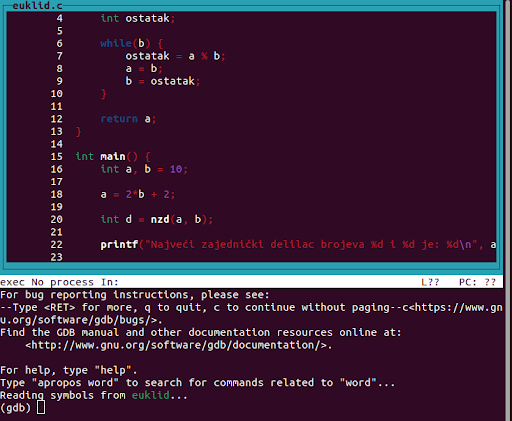 euklid.c
4 int ostatak;
5
6 while(b) {
7 ostatak = a % b;
8 a = b;
9 b = ostatak;
10 }
11
12 return a;
13 }
14
15 int main() {
16 int a, b = 10;
17
18 a = 2*b + 2;
19
20 int d = nzd(a, b);
21
22 printf("Najveći zajednički delilac brojeva %d i %d je: %d\n", a
23
exec No process In: L?? PC: ??
For bug reporting instructions, please see:
--Type <RET> for more, q to quit, c to continue without paging--c<https://www.gn
u.org/software/gdb/bugs/>.
Find the GDB manual and other documentation resources online at:
<http://www.gnu.org/software/gdb/documentation/>.
For help, type "help".
Type "apropos word" to search for commands related to "word"...
Reading symbols from euklid...
(gdb)